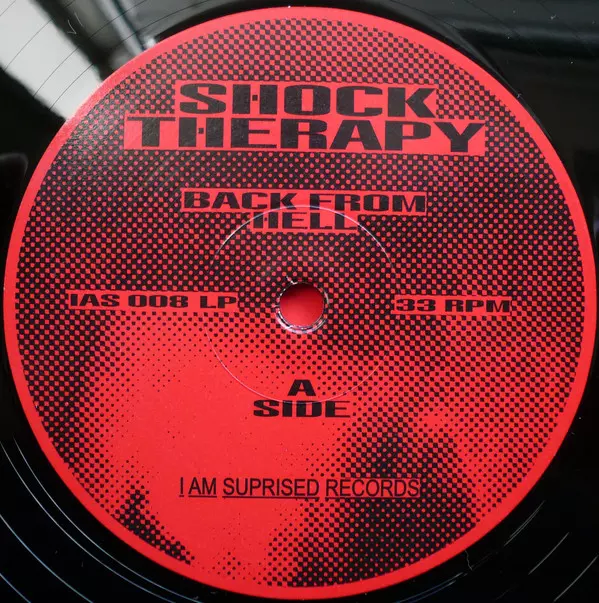 SHOCK
THERAPY
BACK FROM
HELL
IAS 008 LP
33 RPM
A
SIDE
I AM SUPRISED RECORDS